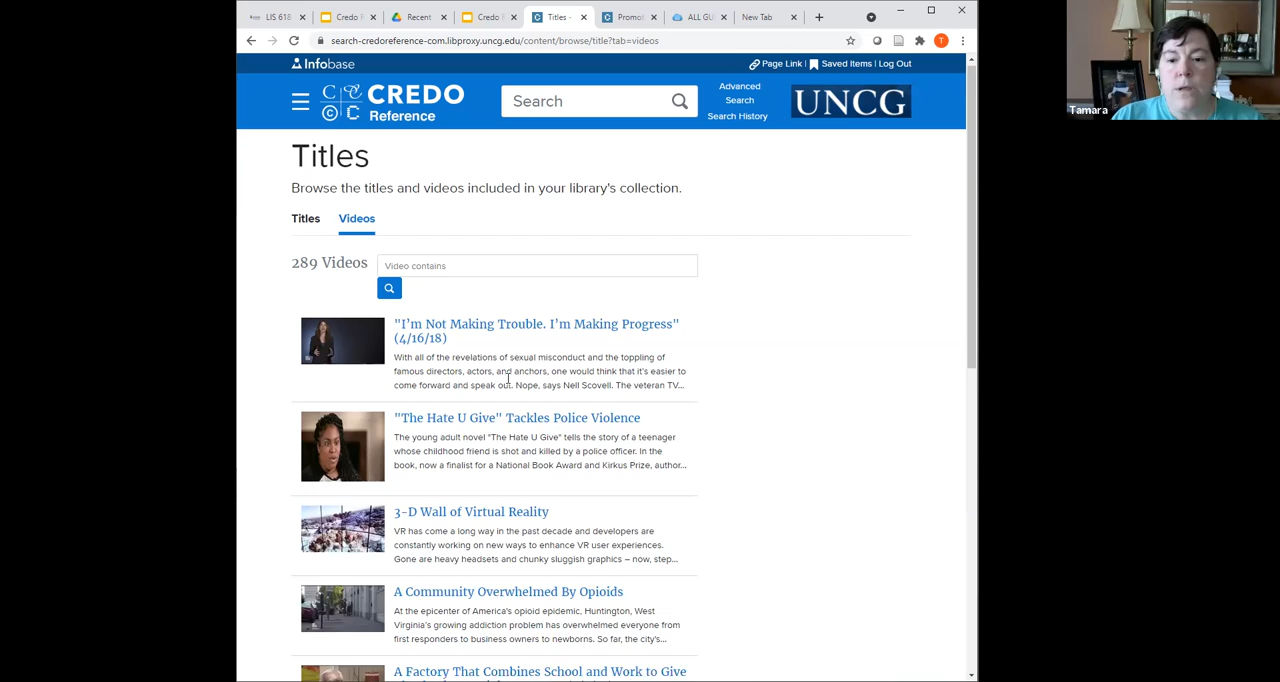 LIS 618
Credo F
Recent
Credo
Titles -
Promo
ALL GU
New Tab
search-credoreference-com.libproxy.uncg.edu/content/browse/title?tab=videos
Infobase
Page Link | Saved Items | Log Out
CREDO
Reference
Search
Advanced
Search
Search History
UNCG
Tamara
Titles
Browse the titles and videos included in your library's collection.
Titles Videos
289 Videos
Video contains
"I'm Not Making Trouble. I'm Making Progress"
(4/16/18)
With all of the revelations of sexual misconduct and the toppling of
famous directors, actors, and anchors, one would think that it's easier to
come forward and speak out. Nope, says Nell Scovell. The veteran TV...
"The Hate U Give" Tackles Police Violence
The young adult novel "The Hate U Give" tells the story of a teenager
whose childhood friend is shot and killed by a police officer. In the
book, now a finalist for a National Book Award and Kirkus Prize, author...
3-D Wall of Virtual Reality
VR has come a long way in the past decade and developers are
constantly working on new ways to enhance VR user experiences.
Gone are heavy headsets and chunky sluggish graphics – now, step...
A Community Overwhelmed By Opioids
At the epicenter of America's opioid epidemic, Huntington, West
Virginia's growing addiction problem has overwhelmed everyone from
first responders to business owners to newborns. So far, the city's...
A Factory That Combines School and Work to Give